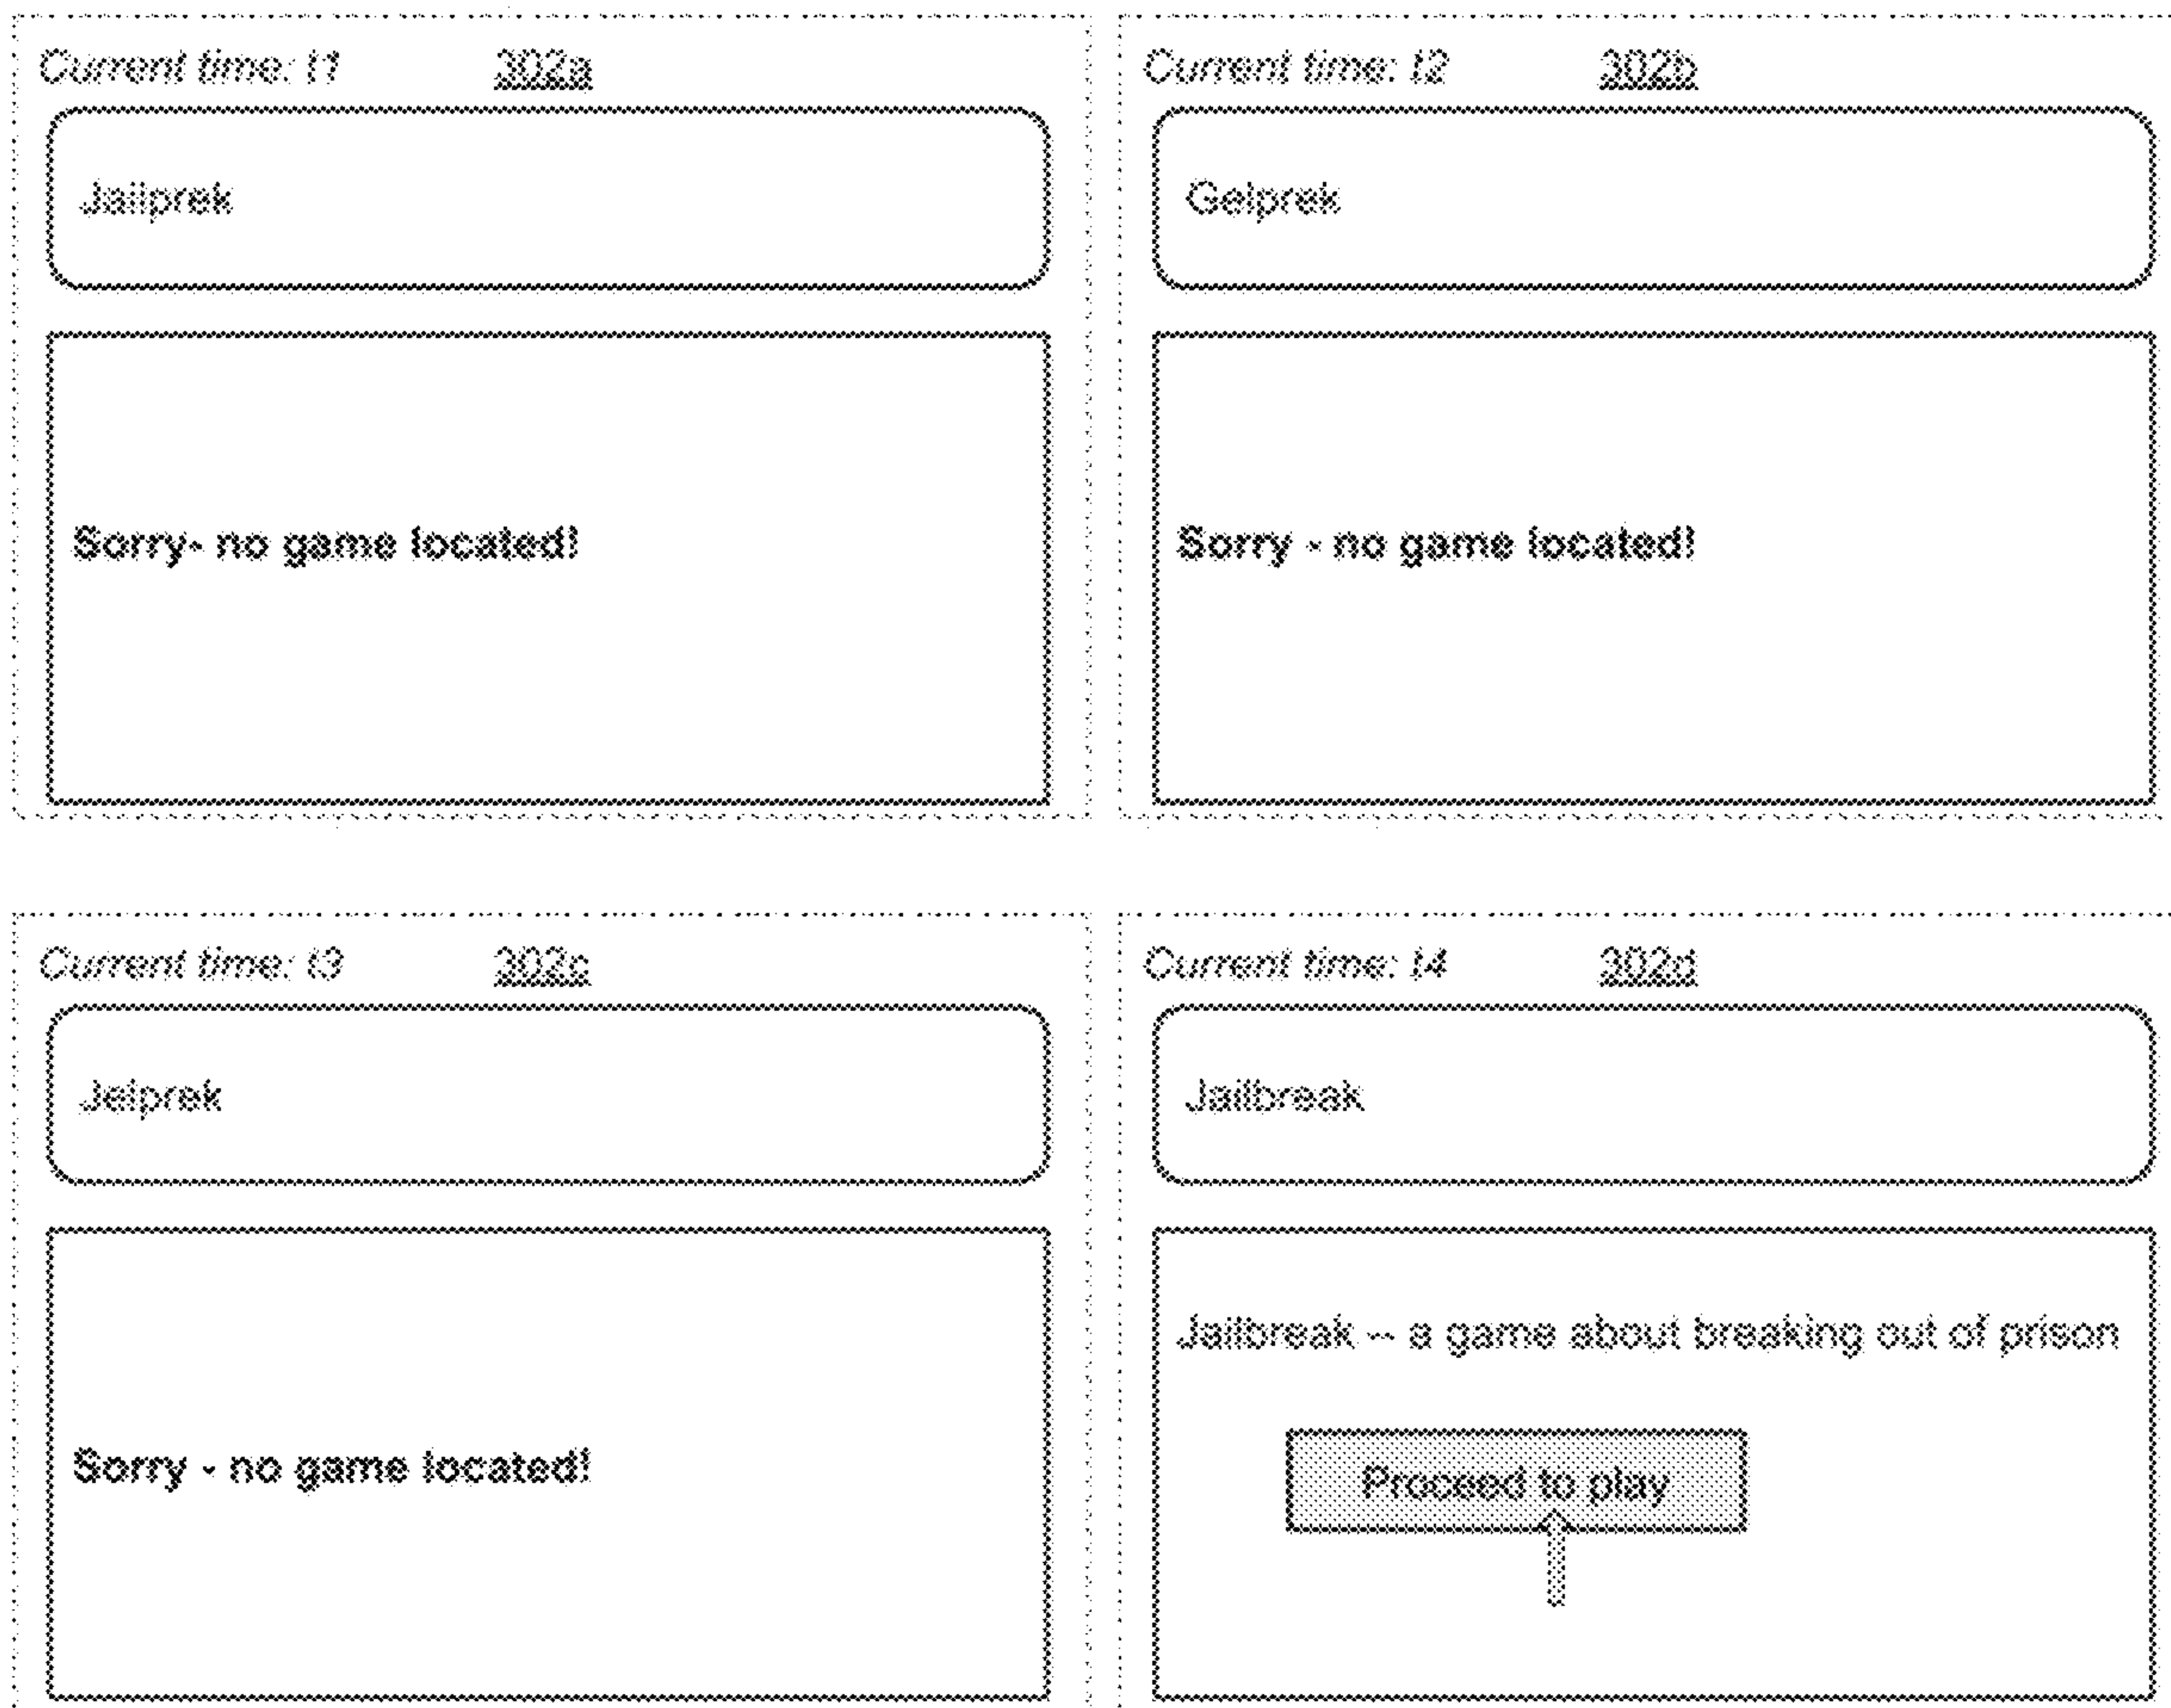 Current time: t1 302a
Jailprek
Sorry- no game located!
Current time: t2 302b
Gelprek
Sorry - no game located!
Current time: t3 302c
Jelprek
Sorry - no game located!
Current time: t4 302d
Jailbreak
Jailbreak -- a game about breaking out of prison
Proceed to play